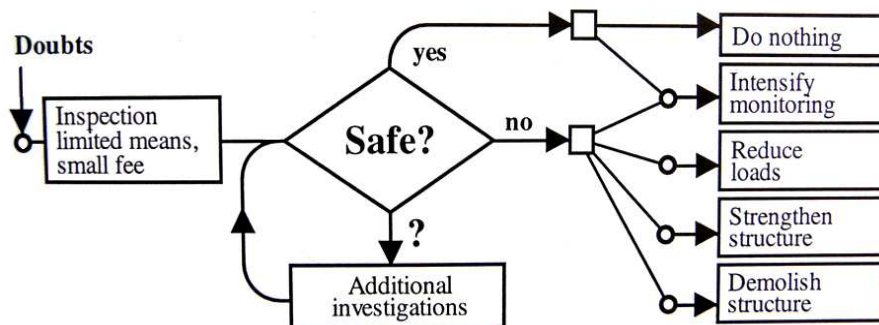 Doubts
Inspection
limited means,
small fee
Safe?
yes
no
?
Additional
investigations
Do nothing
Intensify
monitoring
Reduce
loads
Strengthen
structure
Demolish
structure